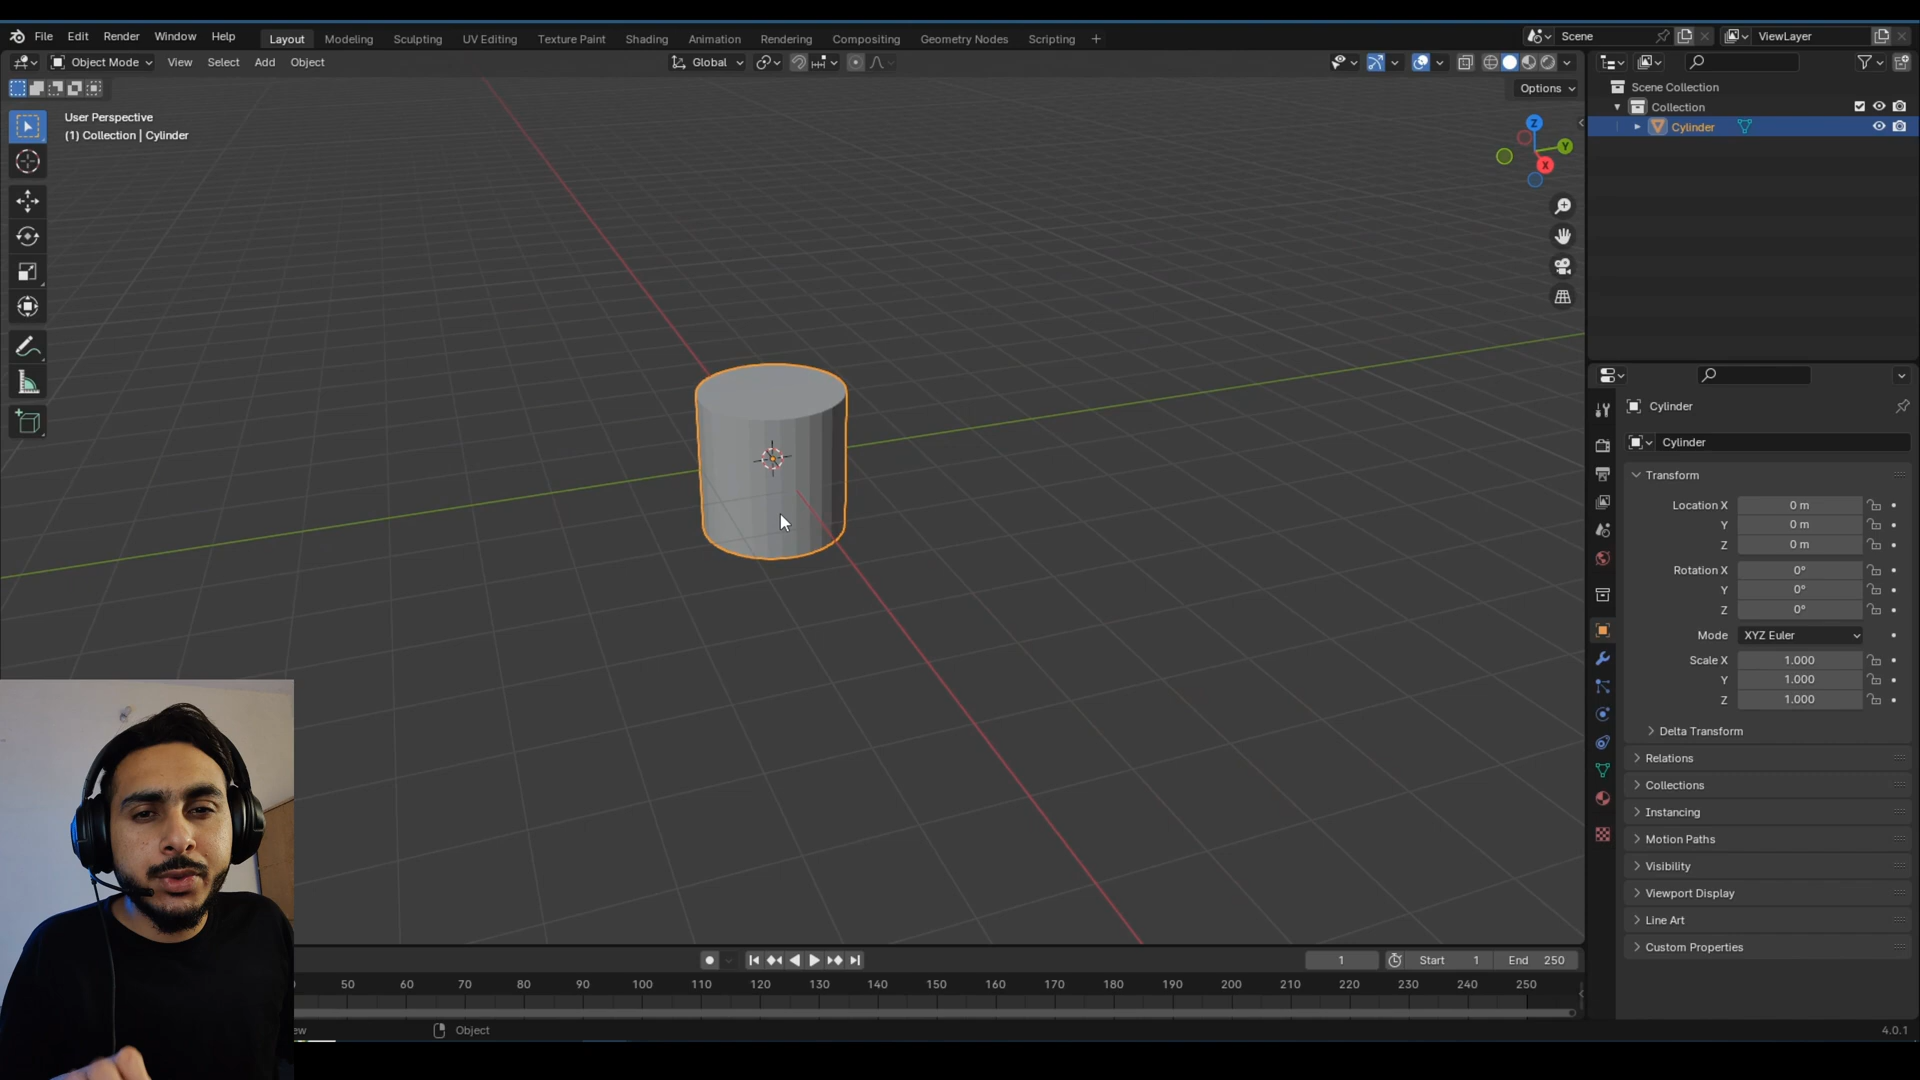 File Edit Render Window Help Layout Modeling Sculpting UV Editing Texture Paint Shading Animation Rendering Compositing Geometry Nodes Scripting + Scene ViewLayer
Object Mode View Select Add Object Global
Options
User Perspective
(1) Collection | Cylinder
Z
Y
X
Scene Collection
Collection
Cylinder
Cylinder
Cylinder
Transform
Location X 0 m
Y 0 m
Z 0 m
Rotation X 0°
Y 0°
Z 0°
Mode XYZ Euler
Scale X 1.000
Y 1.000
Z 1.000
Delta Transform
Relations
Collections
Instancing
Motion Paths
Visibility
Viewport Display
Line Art
Custom Properties
1 Start 1 End 250
50 60 70 80 90 100 110 120 130 140 150 160 170 180 190 200 210 220 230 240 250
Object 4.0.1